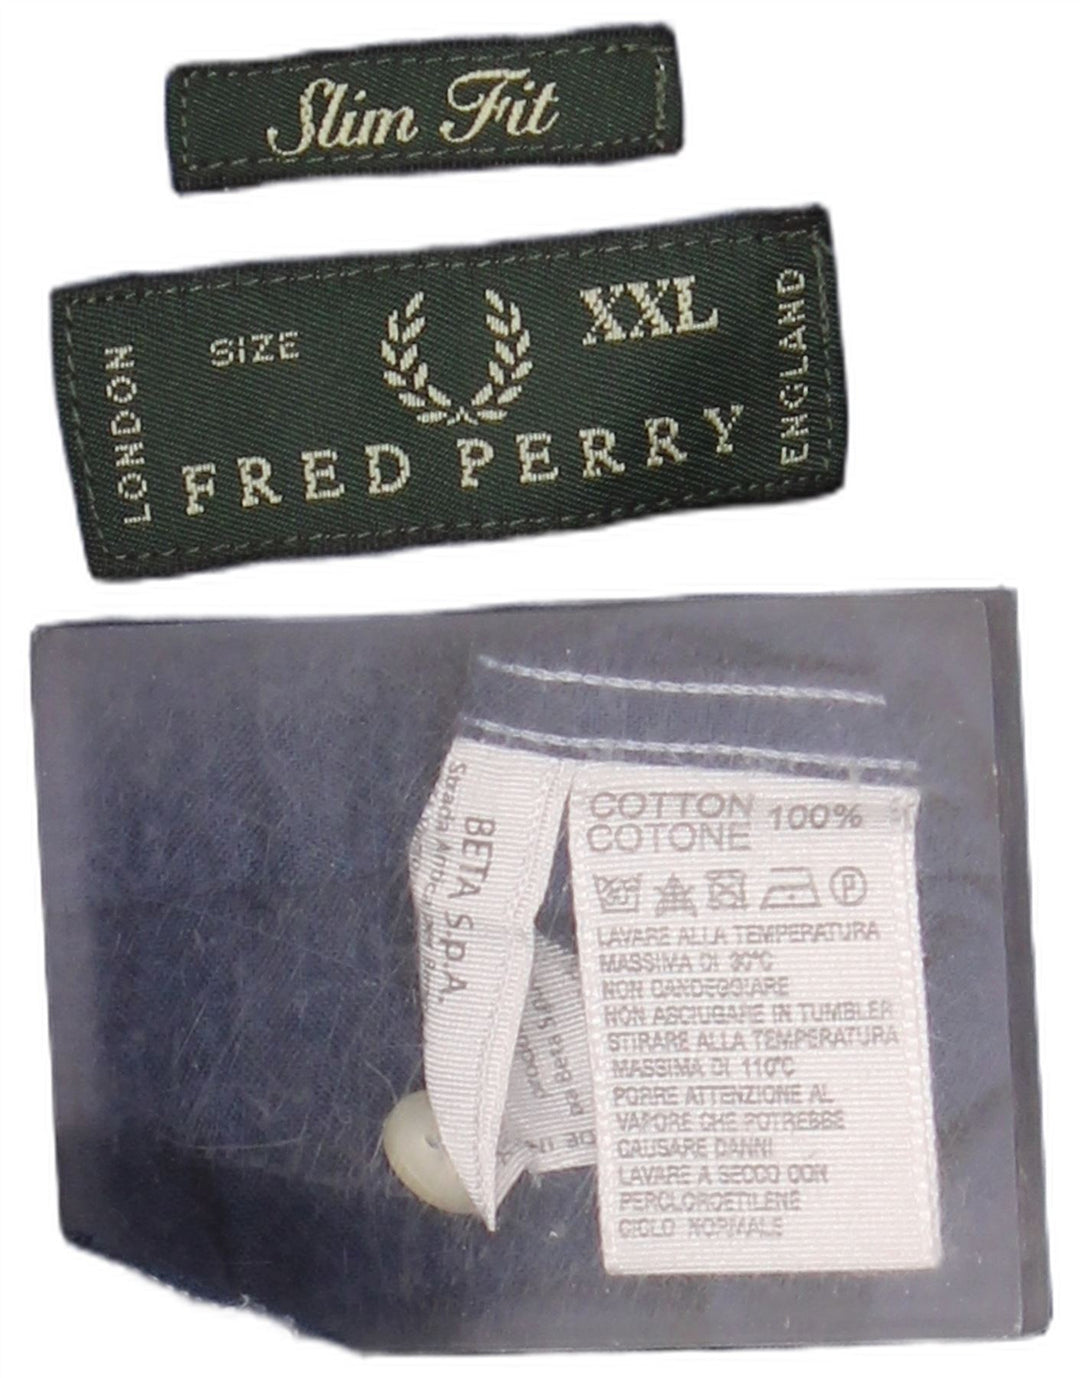 Slim Fit
LONDON
SIZE
XXL
FRED PERRY
ENGLAND
BETA S.p.A.
COTTON 100%
COTONE
LAVARE ALLA TEMPERATURA
MASSIMA DI 30°C
NON CANDEGGIARE
NON ASCIUGARE IN TUMBLER
STIRARE ALLA TEMPERATURA
MASSIMA DI 110°C
PORRE ATTENZIONE AL
VAPORE CHE POTREBBE
CAUSARE DANNI
LAVARE A SECCO CON
PERCLOROETILENE
CICLO NORMALE